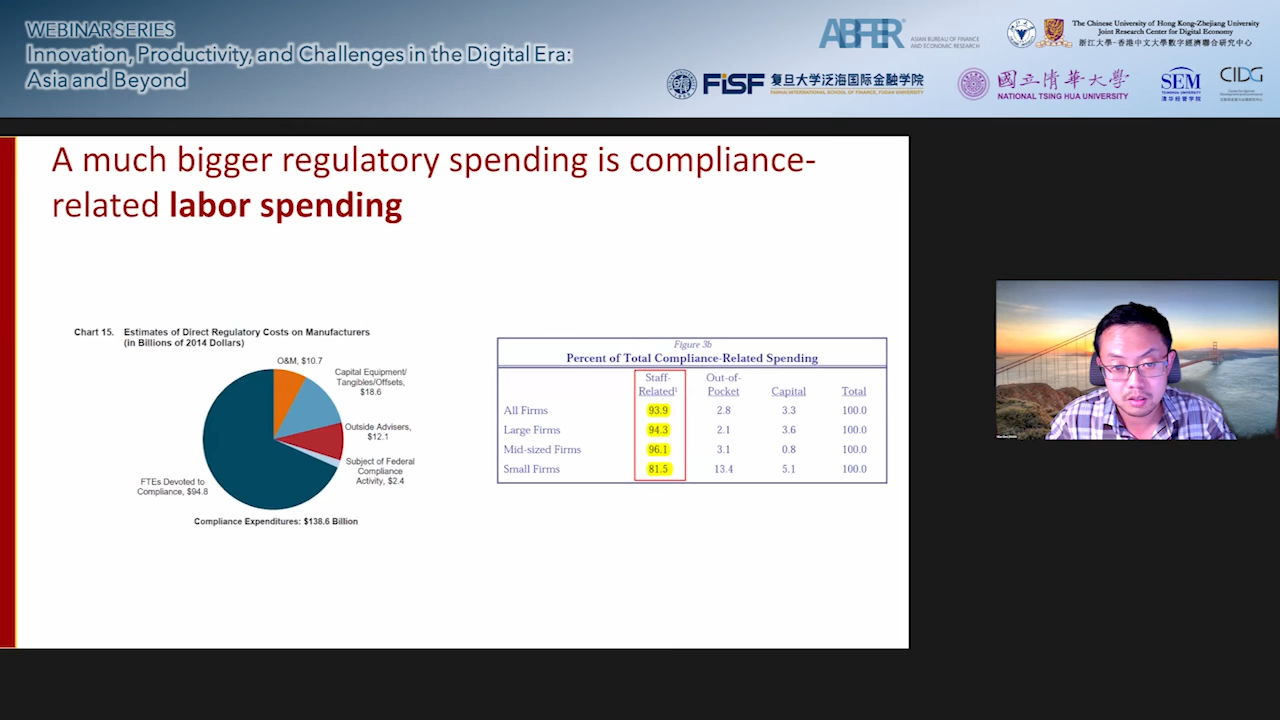 WEBINAR SERIES
Innovation, Productivity, and Challenges in the Digital Era:
Asia and Beyond
ABFER
ASIAN BUREAU OF FINANCE
AND ECONOMIC RESEARCH
The Chinese University of Hong Kong-Zhejiang University
Joint Research Center for Digital Economy
浙江大學-香港中文大學數字經濟聯合研究中心
FISF
复旦大学泛海国际金融学院
FANHAI INTERNATIONAL SCHOOL OF FINANCE, FUDAN UNIVERSITY
國立清華大學
NATIONAL TSING HUA UNIVERSITY
SEM
TSINGHUA UNIVERSITY
清华经管学院
CIDG
A much bigger regulatory spending is compliance-
related labor spending
Chart 15. Estimates of Direct Regulatory Costs on Manufacturers
(in Billions of 2014 Dollars)
O&M, $10.7
Capital Equipment/
Tangibles/Offsets,
$18.6
Outside Advisers,
$12.1
Subject of Federal
Compliance
Activity, $2.4
FTEs Devoted to
Compliance, $94.8
Compliance Expenditures: $138.6 Billion
Figure 3b
Percent of Total Compliance-Related Spending
Staff- Out-of-
Related¹ Pocket Capital Total
All Firms 93.9 2.8 3.3 100.0
Large Firms 94.3 2.1 3.6 100.0
Mid-sized Firms 96.1 3.1 0.8 100.0
Small Firms 81.5 13.4 5.1 100.0